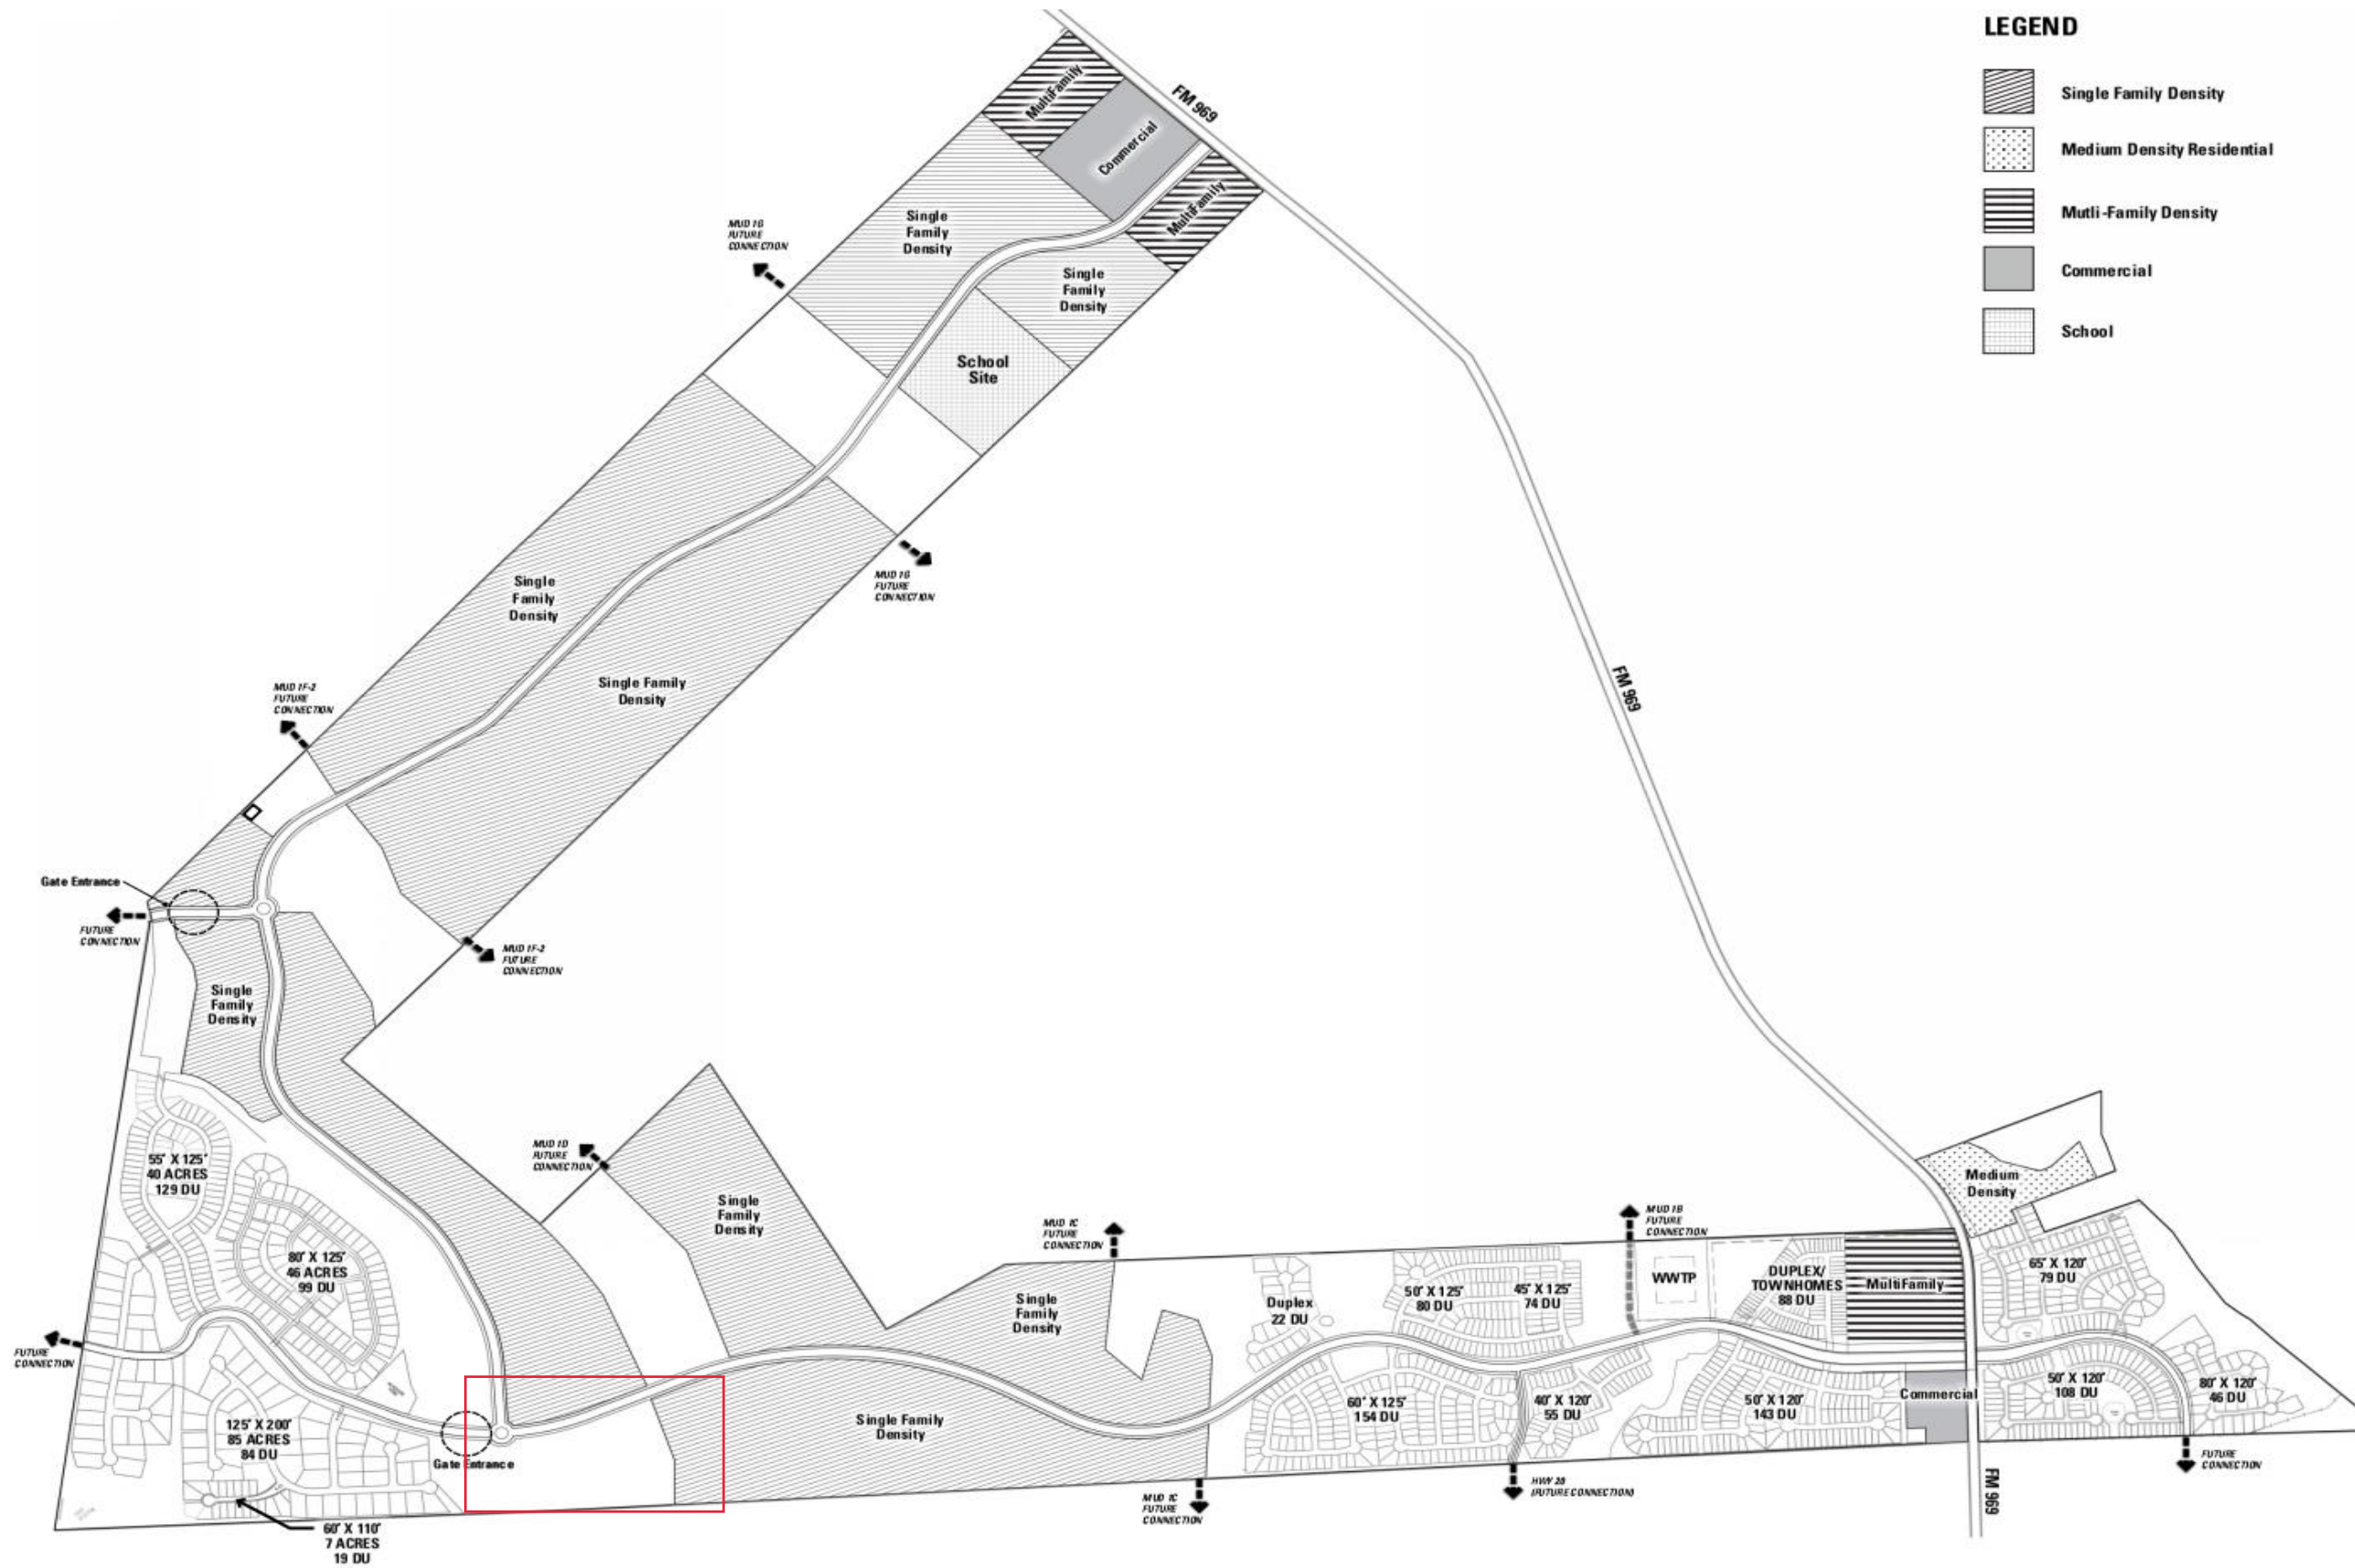 LEGEND
Single Family Density
Medium Density Residential
Mutli-Family Density
Commercial
School
FM 969
MultiFamily
Commercial
MultiFamily
Single
Family
Density
Single
Family
Density
School
Site
MUD 1G
FUTURE
CONNECTION
MUD 1G
FUTURE
CONNECTION
Single
Family
Density
Single Family
Density
FM 969
MUD 1F-2
FUTURE
CONNECTION
Gate Entrance
FUTURE
CONNECTION
MUD 1F-2
FUTURE
CONNECTION
Single
Family
Density
MUD 1D
FUTURE
CONNECTION
Single
Family
Density
55' X 125'
40 ACRES
129 DU
80' X 125'
46 ACRES
99 DU
FUTURE
CONNECTION
125' X 200'
85 ACRES
84 DU
Gate Entrance
60' X 110'
7 ACRES
19 DU
MUD 1C
FUTURE
CONNECTION
Single
Family
Density
Single Family
Density
MUD 1C
FUTURE
CONNECTION
Duplex
22 DU
50' X 125'
80 DU
45' X 125'
74 DU
MUD 1B
FUTURE
CONNECTION
WWTP
DUPLEX/
TOWNHOMES
88 DU
MultiFamily
Medium
Density
65' X 120'
79 DU
60' X 125'
154 DU
40' X 120'
55 DU
50' X 120'
143 DU
Commercial
50' X 120'
108 DU
80' X 120'
46 DU
HWY 20
(FUTURE CONNECTION)
FUTURE
CONNECTION
FM 969